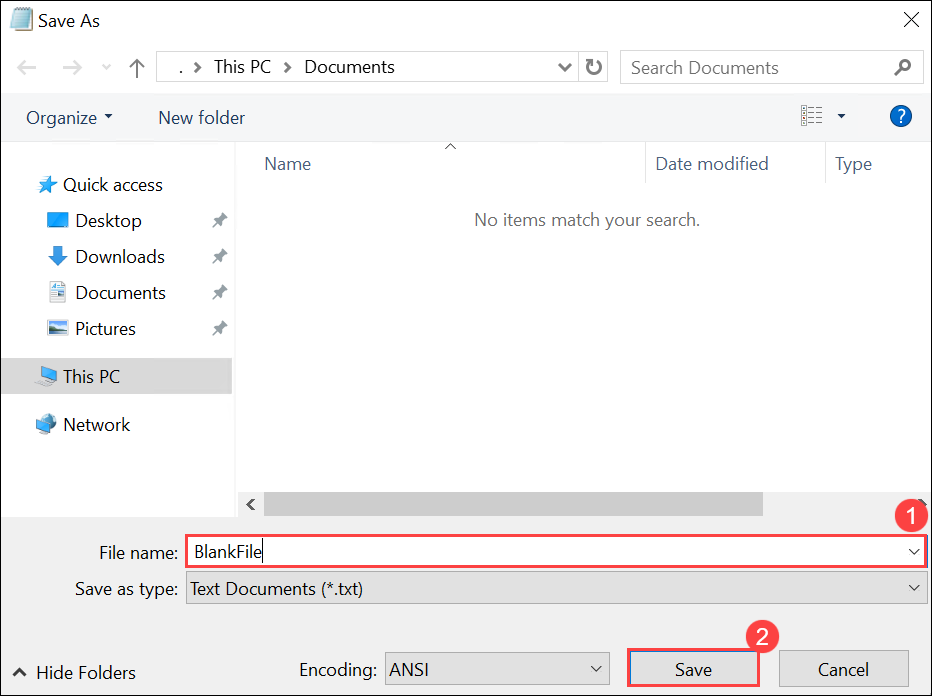 Save As
. > This PC > Documents
Search Documents
Organize
New folder
?
Name
Date modified
Type
No items match your search.
Quick access
Desktop
Downloads
Documents
Pictures
This PC
Network
1
File name: BlankFile
Save as type: Text Documents (*.txt)
2
Hide Folders
Encoding: ANSI
Save
Cancel